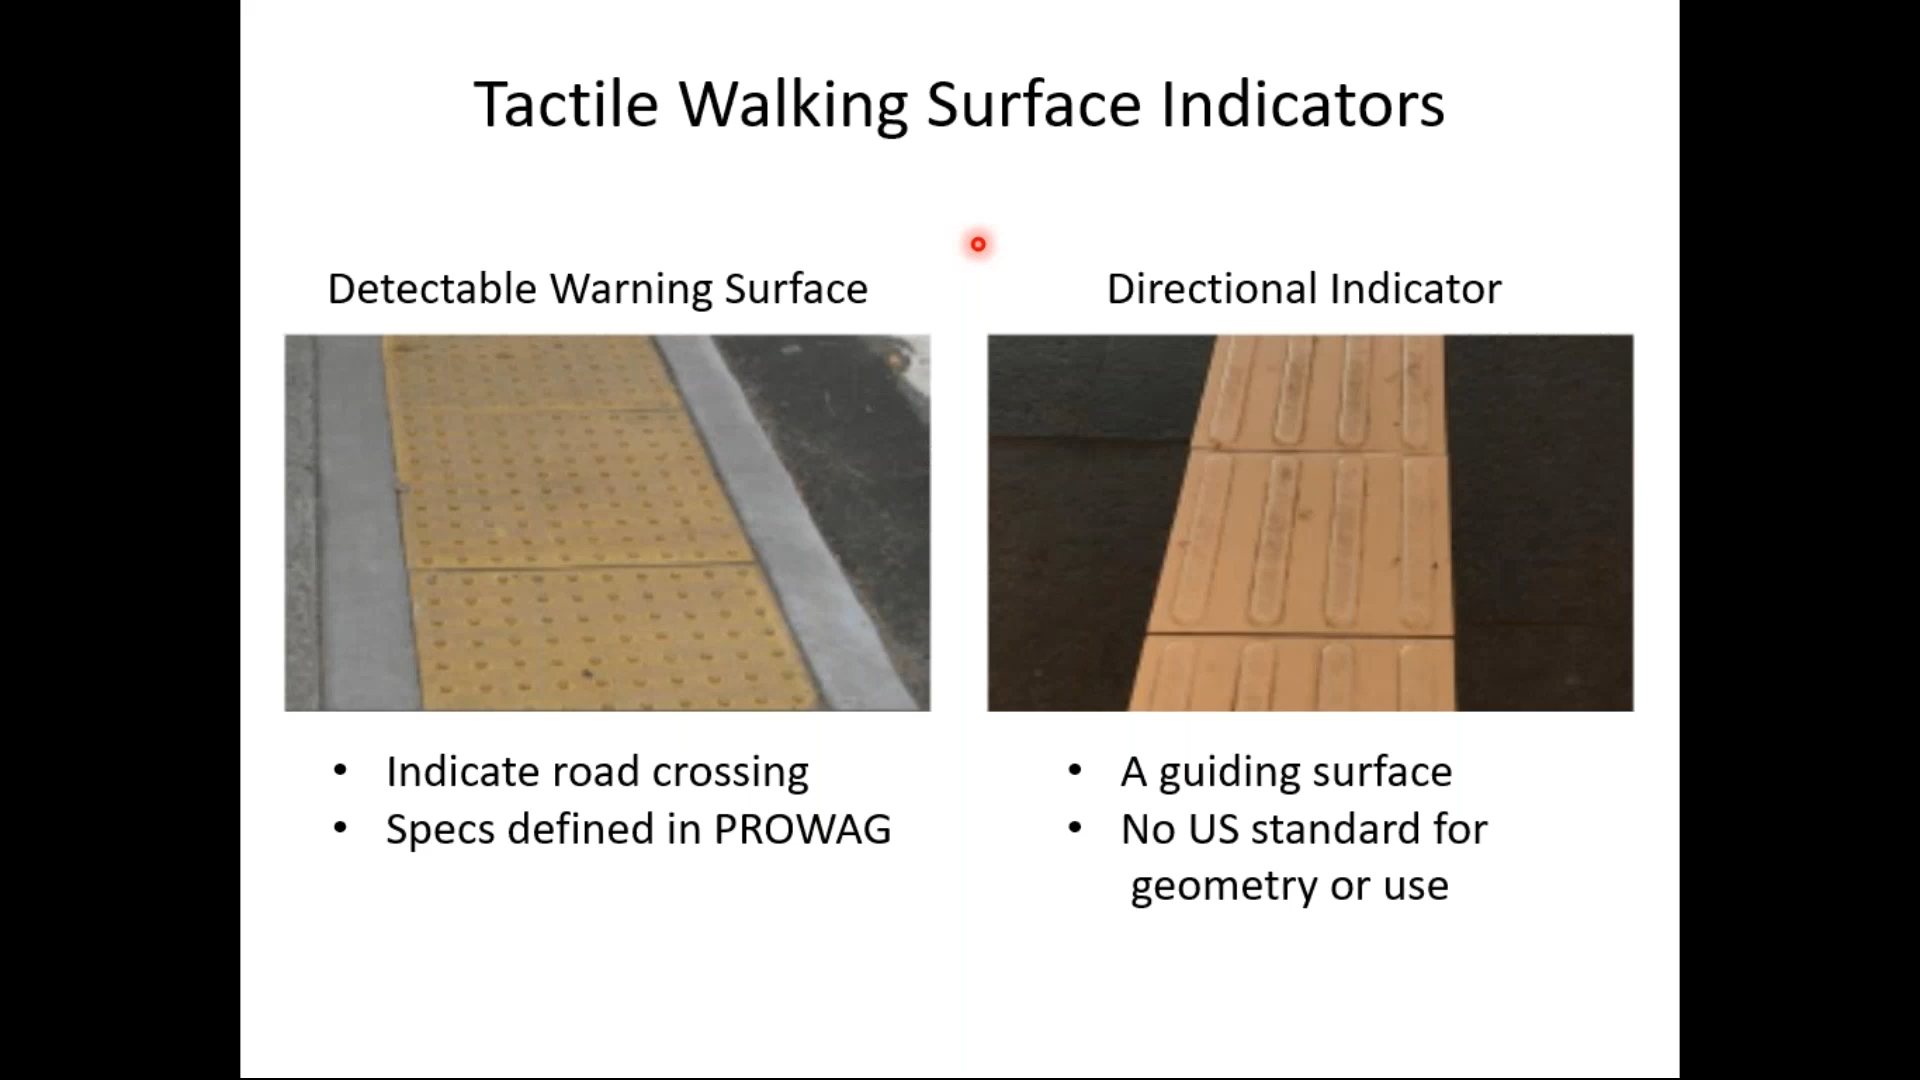 Tactile Walking Surface Indicators
Detectable Warning Surface
• Indicate road crossing
• Specs defined in PROWAG
Directional Indicator
• A guiding surface
• No US standard for
geometry or use